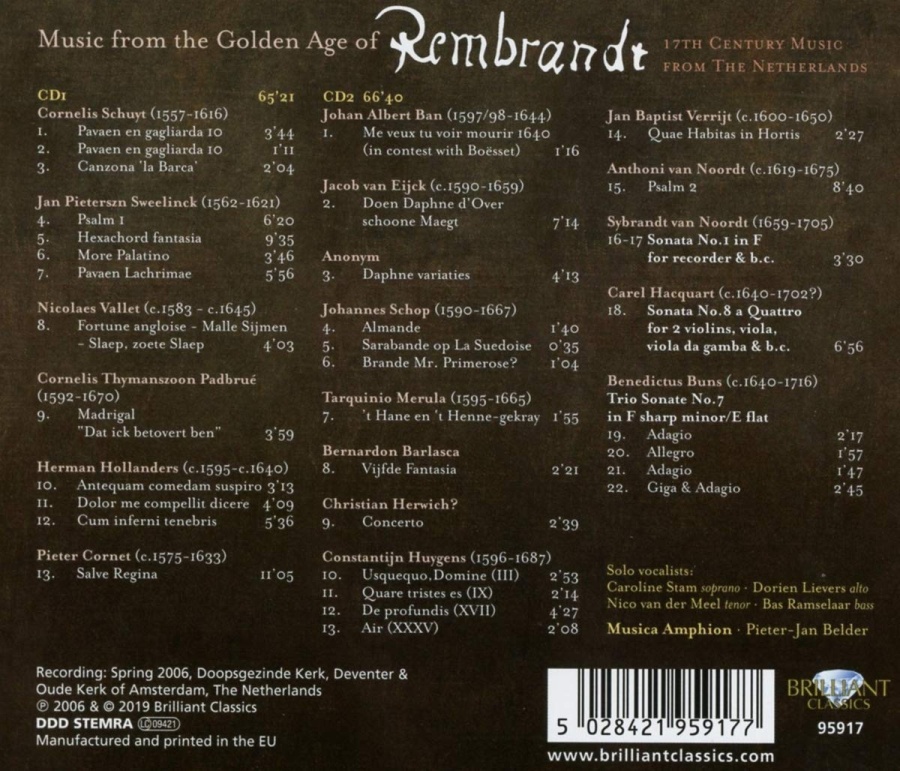 Music from the Golden Age of Rembrandt
17TH CENTURY MUSIC
FROM THE NETHERLANDS
CD1 65'21
Cornelis Schuyt (1557-1616)
1. Pavaen en gagliarda 10 3'44
2. Pavaen en gagliarda 10 1'11
3. Canzona 'la Barca' 2'04
Jan Pieterszn Sweelinck (1562-1621)
4. Psalm 1 6'20
5. Hexachord fantasia 9'35
6. More Palatino 3'46
7. Pavaen Lachrimae 5'56
Nicolaes Vallet (c.1583 - c.1645)
8. Fortune angloise - Malle Sijmen
- Slaep, zoete Slaep 4'03
Cornelis Thymanszoon Padbrué
(1592-1670)
9. Madrigal
"Dat ick betovert ben" 3'59
Herman Hollanders (c.1595-c.1640)
10. Antequam comedam suspiro 3'13
11. Dolor me compellit dicere 4'09
12. Cum inferni tenebris 5'36
Pieter Cornet (c.1575-1633)
13. Salve Regina 11'05
CD2 66'40
Johan Albert Ban (1597/98-1644)
1. Me veux tu voir mourir 1640
(in contest with Boësset) 1'16
Jacob van Eijck (c.1590-1659)
2. Doen Daphne d'Over
schoone Maegt 7'14
Anonym
3. Daphne variaties 4'13
Johannes Schop (1590-1667)
4. Almande 1'40
5. Sarabande op La Suedoise 0'35
6. Brande Mr. Primerose? 1'04
Tarquinio Merula (1595-1665)
7. 't Hane en 't Henne-gekray 1'55
Bernardon Barlasca
8. Vijfde Fantasia 2'21
Christian Herwich?
9. Concerto 2'39
Constantijn Huygens (1596-1687)
10. Usquequo, Domine (III) 2'53
11. Quare tristes es (IX) 2'14
12. De profundis (XVII) 4'27
13. Air (XXXV) 2'08
Jan Baptist Verrijt (c.1600-1650)
14. Quae Habitas in Hortis 2'27
Anthoni van Noordt (c.1619-1675)
15. Psalm 2 8'40
Sybrandt van Noordt (1659-1705)
16-17 Sonata No.1 in F
for recorder & b.c. 3'30
Carel Hacquart (c.1640-1702?)
18. Sonata No.8 a Quattro
for 2 violins, viola,
viola da gamba & b.c. 6'56
Benedictus Buns (c.1640-1716)
Trio Sonate No.7
in F sharp minor/E flat
19. Adagio 2'17
20. Allegro 1'57
21. Adagio 1'47
22. Giga & Adagio 2'45
Solo vocalists:
Caroline Stam soprano · Dorien Lievers alto
Nico van der Meel tenor · Bas Ramselaar bass
Musica Amphion · Pieter-Jan Belder
Recording: Spring 2006, Doopsgezinde Kerk, Deventer &
Oude Kerk of Amsterdam, The Netherlands
℗ 2006 & © 2019 Brilliant Classics
DDD STEMRA LC 09421
Manufactured and printed in the EU
5 028421 959177
www.brilliantclassics.com
BRILLIANT
CLASSICS
95917